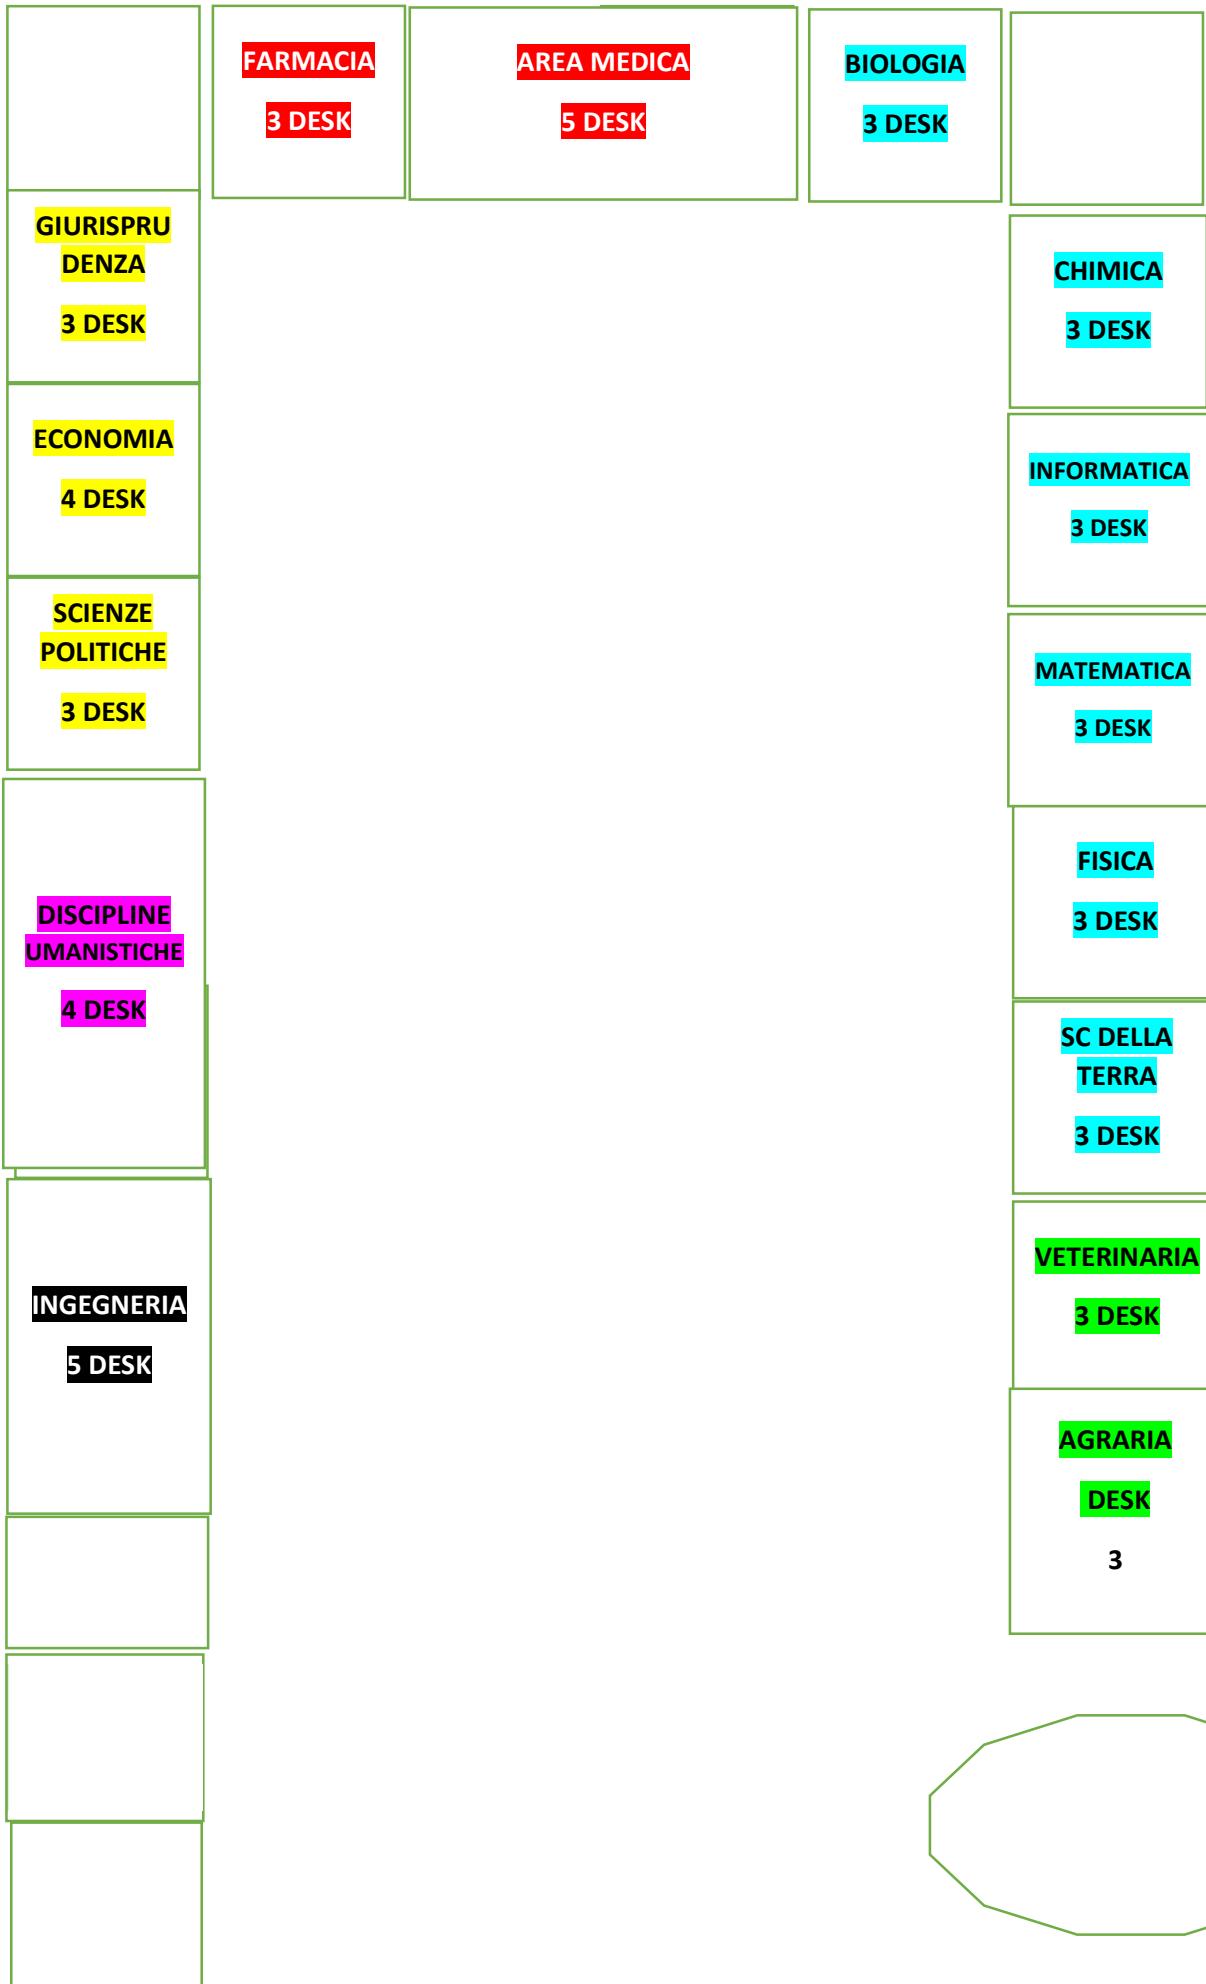 FARMACIA
3 DESK
AREA MEDICA
5 DESK
BIOLOGIA
3 DESK
GIURISPRU
DENZA
3 DESK
ECONOMIA
4 DESK
SCIENZE
POLITICHE
3 DESK
DISCIPLINE
UMANISTICHE
4 DESK
INGEGNERIA
5 DESK
CHIMICA
3 DESK
INFORMATICA
3 DESK
MATEMATICA
3 DESK
FISICA
3 DESK
SC DELLA
TERRA
3 DESK
VETERINARIA
3 DESK
AGRARIA
DESK
3